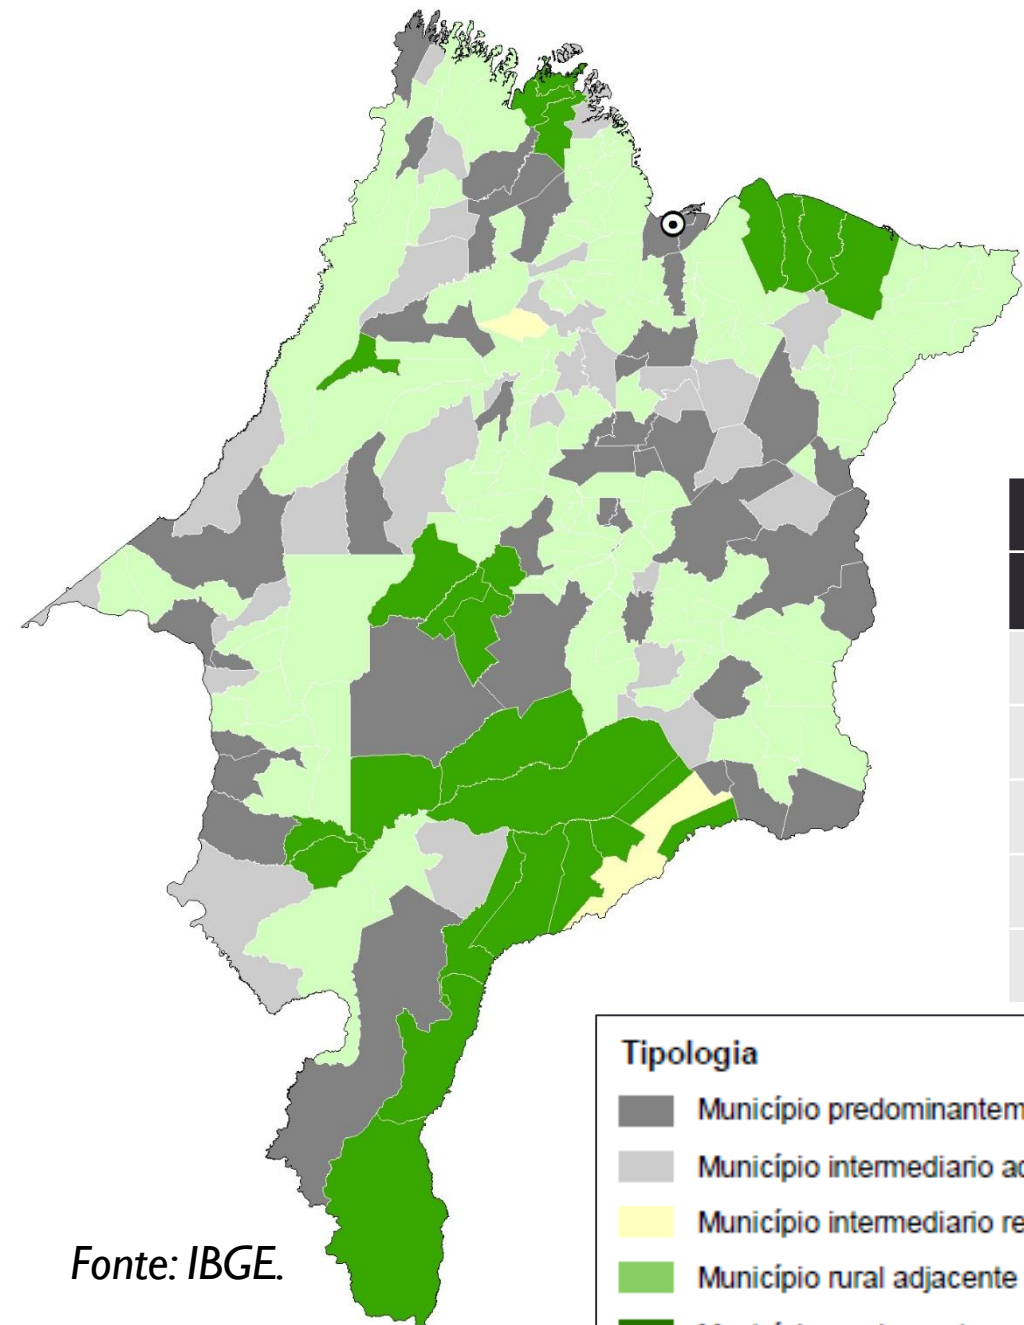 Tipologia
Município predominantem
Município intermediario ad
Município intermediario re
Município rural adjacente
Fonte: IBGE.